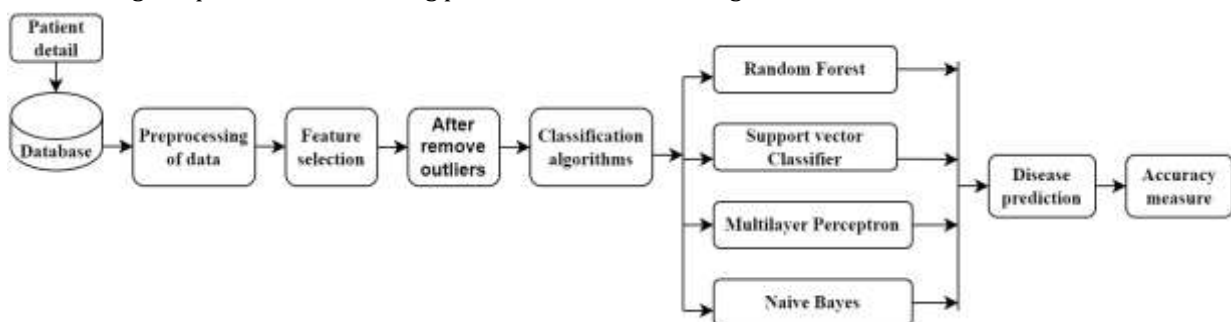 Patient
detail
Database
Preprocessing
of data
Feature
selection
After
remove
outliers
Classification
algorithms
Random Forest
Support vector
Classifier
Multilayer Perceptron
Naive Bayes
Disease
prediction
Accuracy
measure